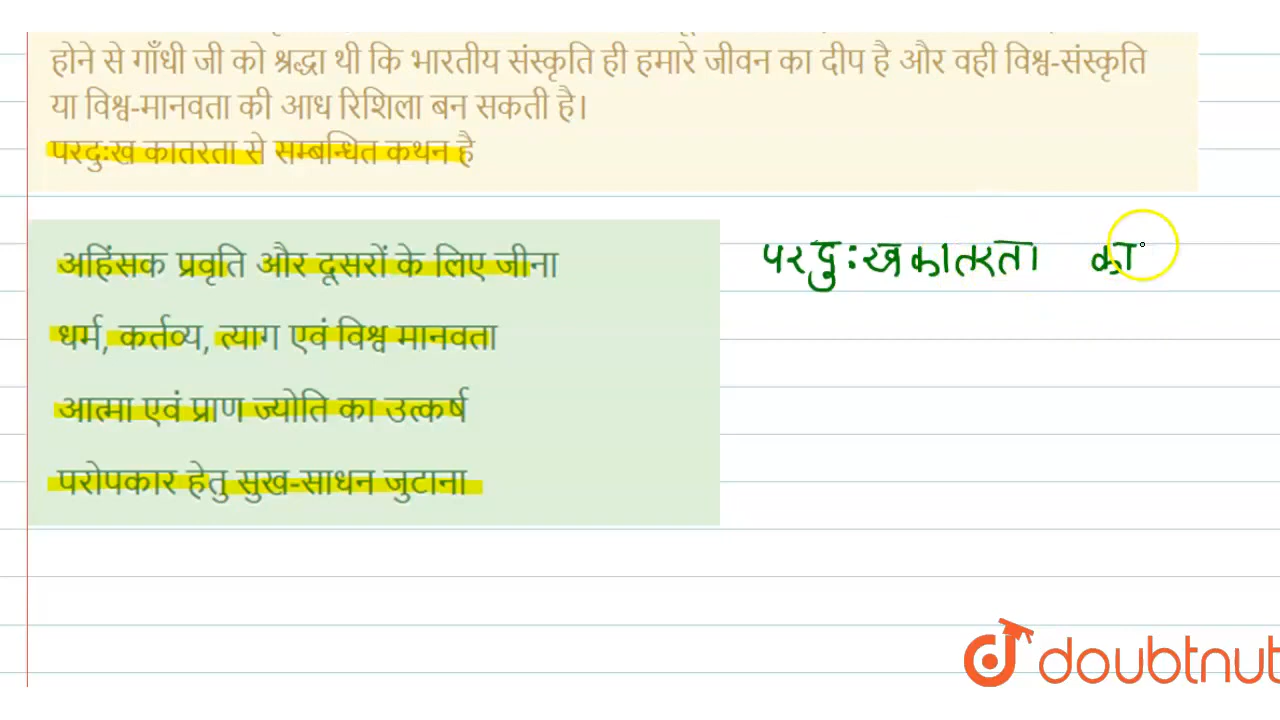 होने से गाँधी जी को श्रद्धा थी कि भारतीय संस्कृति ही हमारे जीवन का दीप है और वही विश्व-संस्कृति
या विश्व-मानवता की आध रिशिला बन सकती है।
परदुःख कातरता से सम्बन्धित कथन है
अहिंसक प्रवृति और दूसरों के लिए जीना
परदुःखकातरता का
धर्म, कर्तव्य, त्याग एवं विश्व मानवता
आत्मा एवं प्राण ज्योति का उत्कर्ष
परोपकार हेतु सुख-साधन जुटाना
doubtnut